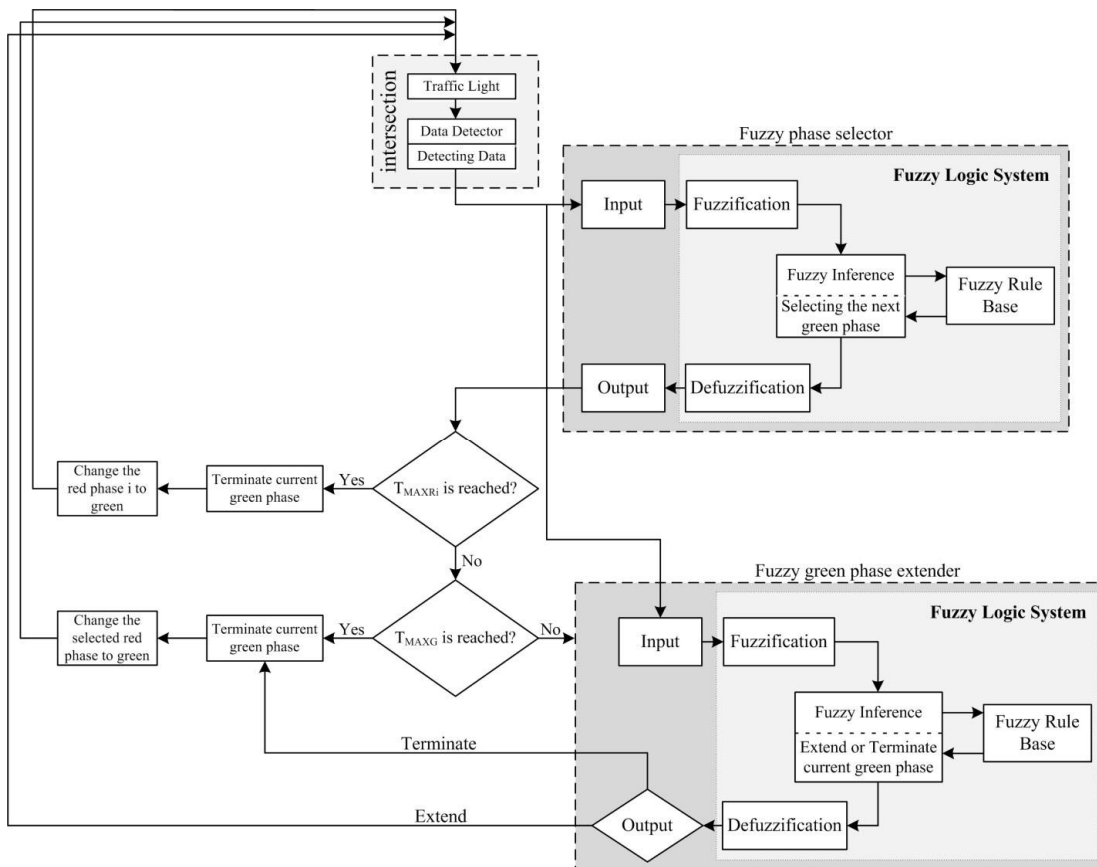 intersection
Traffic Light
Data Detector
Detecting Data
Fuzzy phase selector
Fuzzy Logic System
Input
Fuzzification
Fuzzy Inference
Selecting the next
green phase
Fuzzy Rule
Base
Output
Defuzzification
Change the
red phase i to
green
Terminate current
green phase
Yes
TMAXRi is reached?
No
Fuzzy green phase extender
Fuzzy Logic System
Change the
selected red
phase to green
Terminate current
green phase
Yes
TMAXG is reached?
No
Input
Fuzzification
Fuzzy Inference
Extend or Terminate
current green phase
Fuzzy Rule
Base
Terminate
Extend
Output
Defuzzification